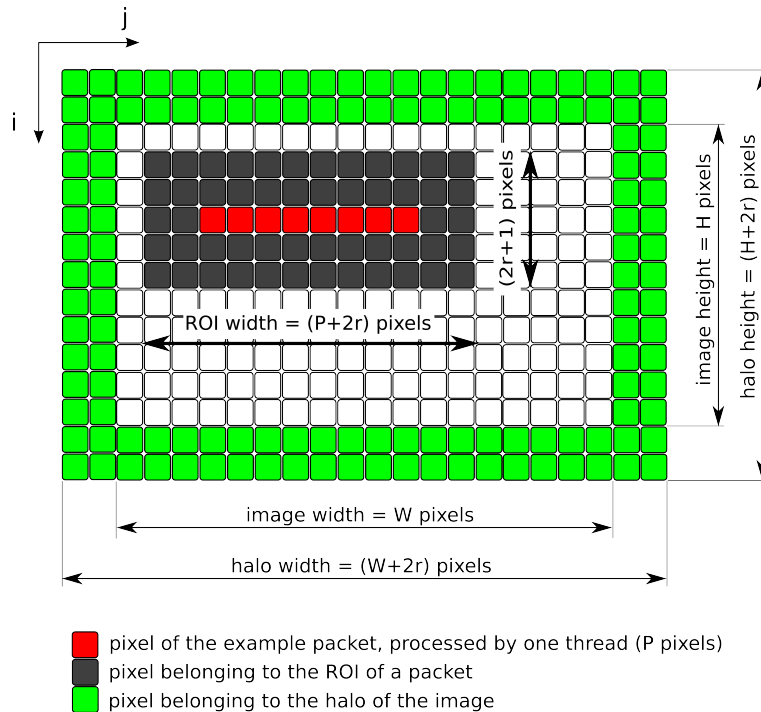 j
i
(2r+1) pixels
image height = H pixels
halo height = (H+2r) pixels
ROI width = (P+2r) pixels
image width = W pixels
halo width = (W+2r) pixels
pixel of the example packet, processed by one thread (P pixels)
pixel belonging to the ROI of a packet
pixel belonging to the halo of the image